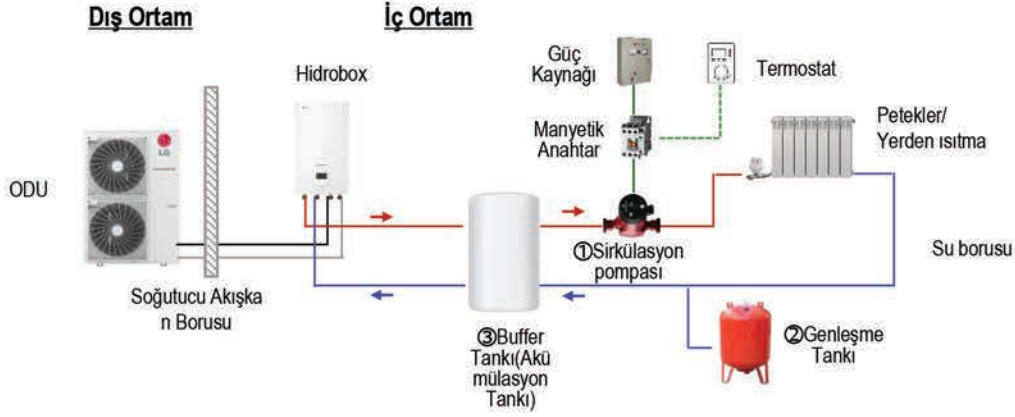 Dış Ortam
İç Ortam
Hidrobox
Güç
Kaynağı
Termostat
Manyetik
Anahtar
Petekler/
Yerden ısıtma
LG
ODU
①Sirkülasyon
pompası
Su borusu
Soğutucu Akışka
n Borusu
③Buffer
Tankı(Akü
mülasyon
Tankı)
②Genleşme
Tankı